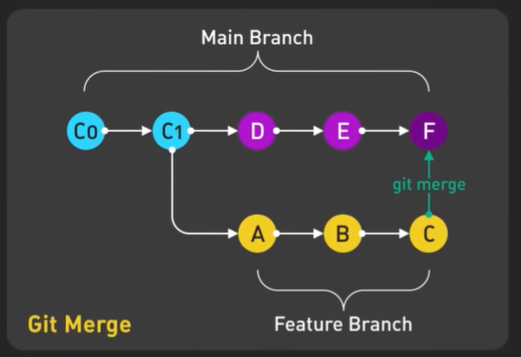 Main Branch
C0 C1 D E F
git merge
A B C
Git Merge
Feature Branch